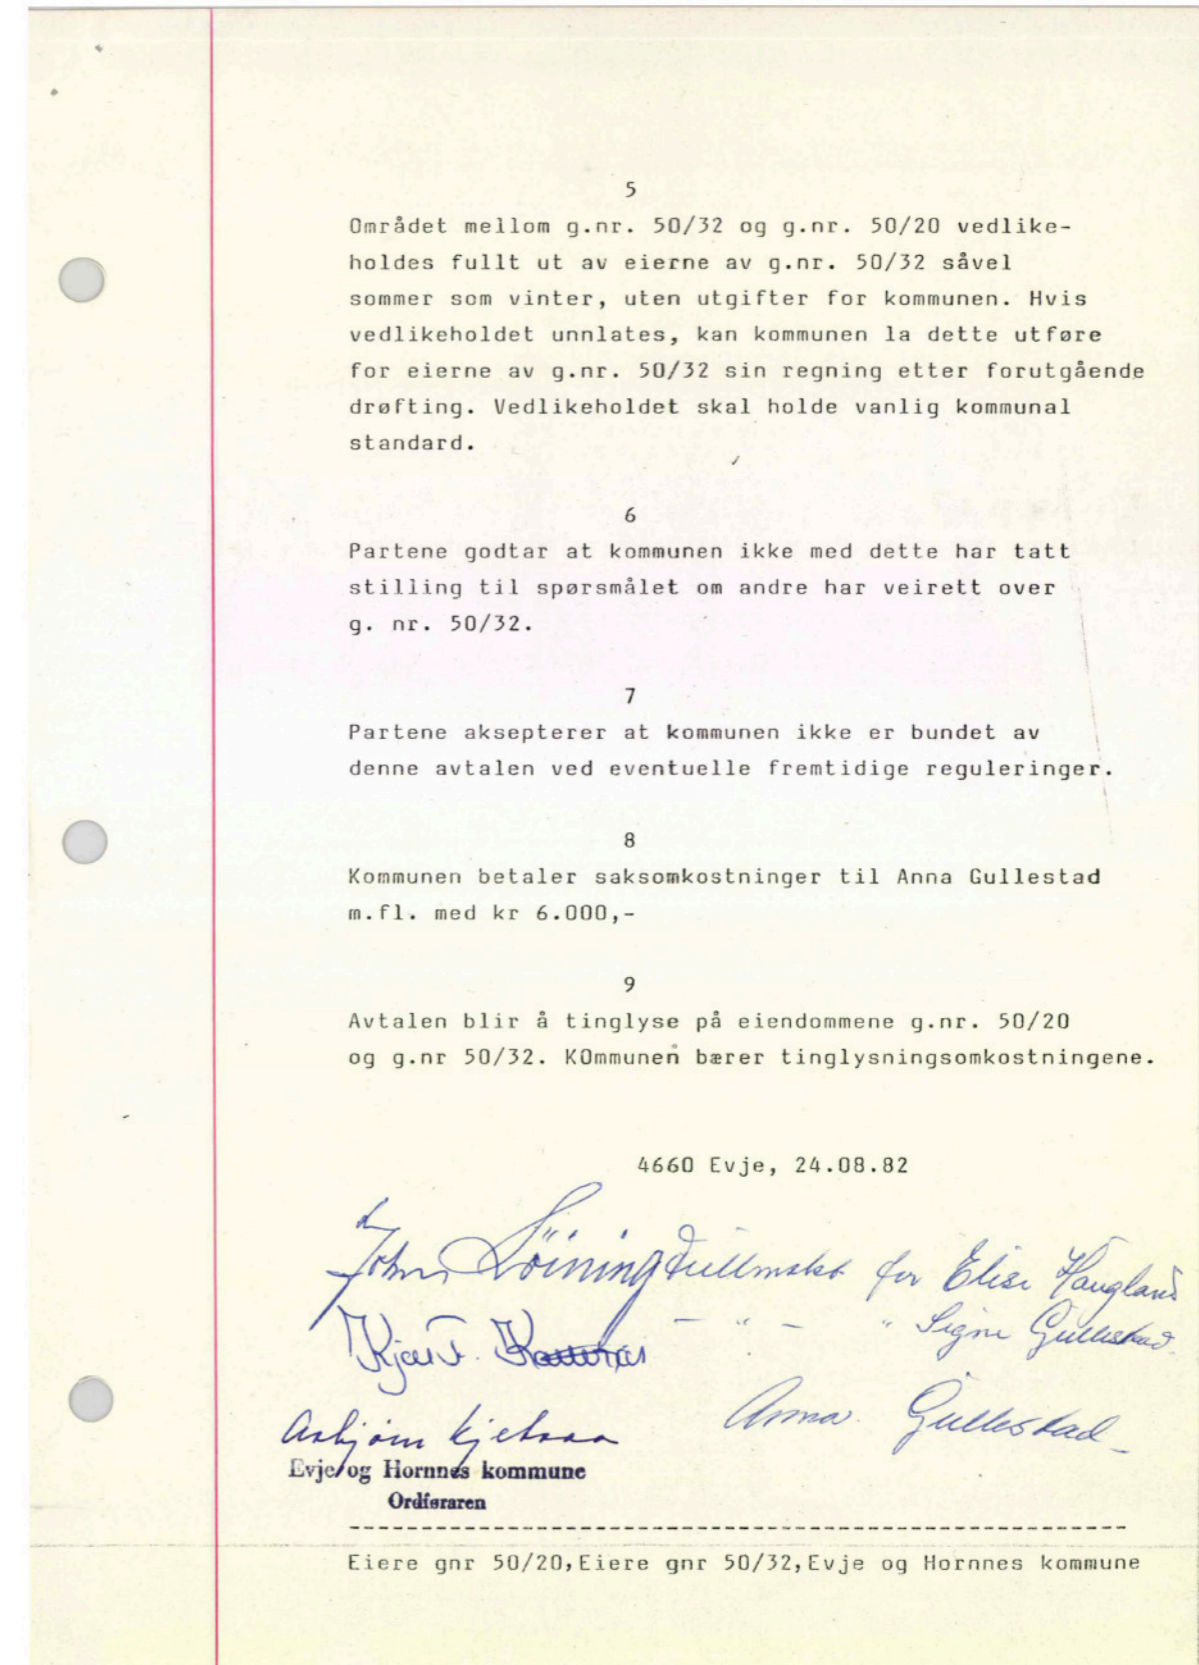 5
Området mellom g.nr. 50/32 og g.nr. 50/20 vedlike-
holdes fullt ut av eierne av g.nr. 50/32 såvel
sommer som vinter, uten utgifter for kommunen. Hvis
vedlikeholdet unnlates, kan kommunen la dette utføre
for eierne av g.nr. 50/32 sin regning etter forutgående
drøfting. Vedlikeholdet skal holde vanlig kommunal
standard.
6
Partene godtar at kommunen ikke med dette har tatt
stilling til spørsmålet om andre har veirett over
g. nr. 50/32.
7
Partene aksepterer at kommunen ikke er bundet av
denne avtalen ved eventuelle fremtidige reguleringer.
8
Kommunen betaler saksomkostninger til Anna Gullestad
m.fl. med kr 6.000,-
9
Avtalen blir å tinglyse på eiendommene g.nr. 50/20
og g.nr 50/32. KOmmunen bærer tinglysningsomkostningene.
4660 Evje, 24.08.82
John Löining fullmakt for Elise Haugland
- " - " Signe Gullestad
Anna Gullestad
Evje og Hornnes kommune
Ordføraren
Eiere gnr 50/20, Eiere gnr 50/32, Evje og Hornnes kommune